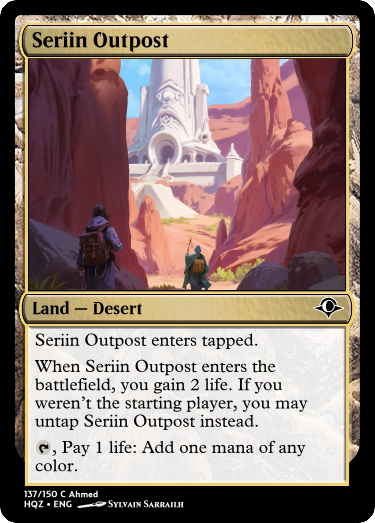 Seriin Outpost
Land — Desert
Seriin Outpost enters tapped.
When Seriin Outpost enters the
battlefield, you gain 2 life. If you
weren't the starting player, you may
untap Seriin Outpost instead.
, Pay 1 life: Add one mana of any
color.
137/150 C Ahmed
HQZ • ENG Sylvain Sarrailh